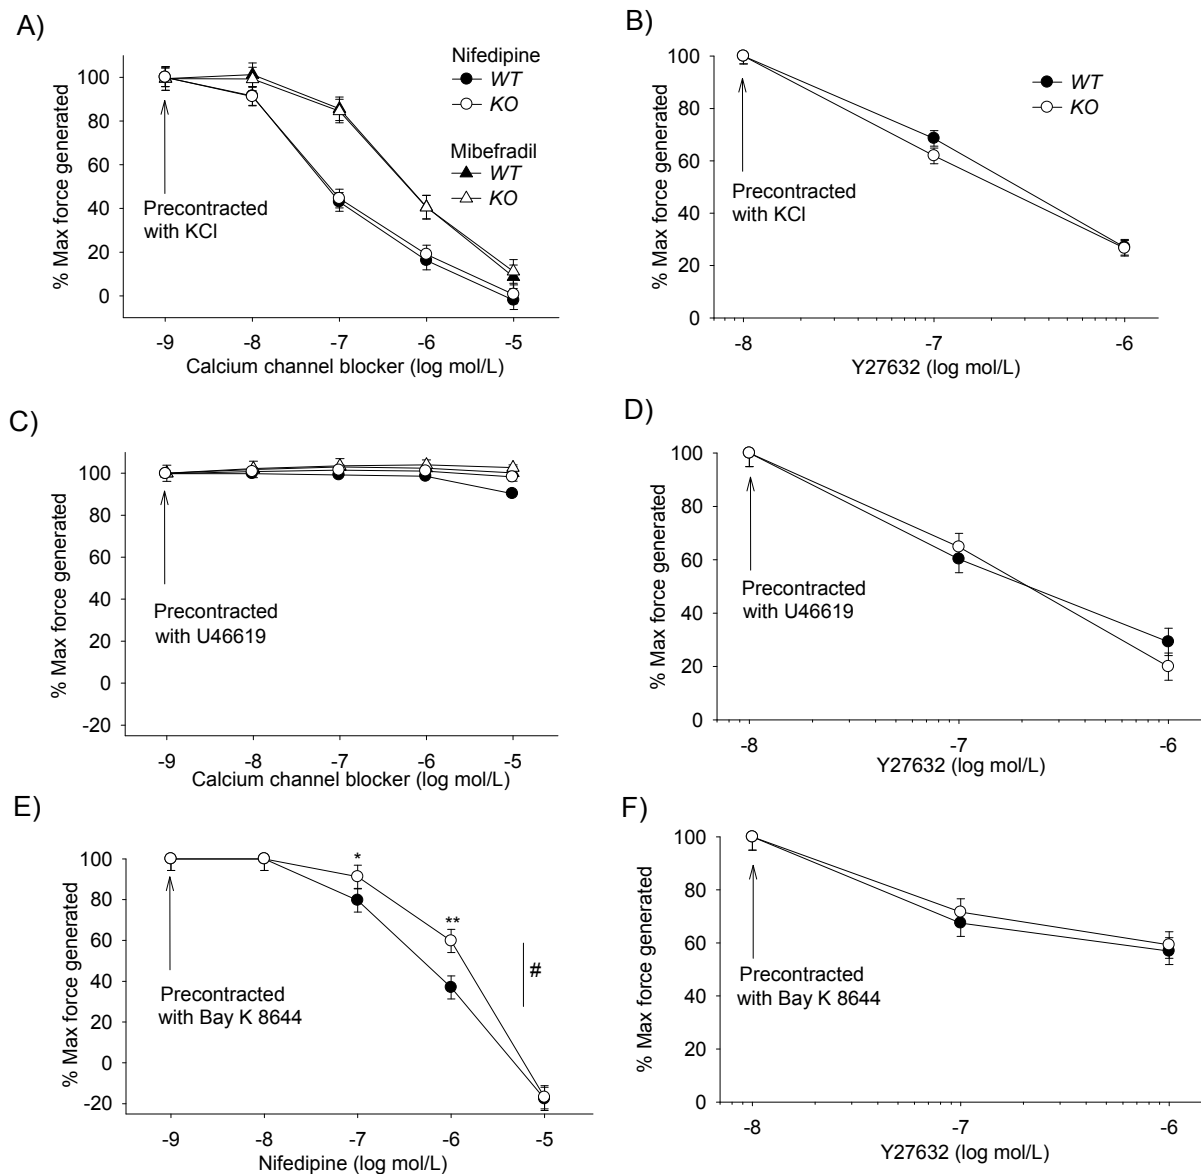 A)
% Max force generated
100
80
60
40
20
0
Nifedipine
WT
KO
Mibefradil
WT
KO
Precontracted
with KCl
-9 -8 -7 -6 -5
Calcium channel blocker (log mol/L)
B)
% Max force generated
100
80
60
40
20
0
WT
KO
Precontracted
with KCl
-8 -7 -6
Y27632 (log mol/L)
C)
% Max force generated
100
80
60
40
20
0
-20
Precontracted
with U46619
-9 -8 -7 -6 -5
Calcium channel blocker (log mol/L)
D)
% Max force generated
100
80
60
40
20
0
Precontracted
with U46619
-8 -7 -6
Y27632 (log mol/L)
E)
% Max force generated
100
80
60
40
20
0
-20
*
**
#
Precontracted
with Bay K 8644
-9 -8 -7 -6 -5
Nifedipine (log mol/L)
F)
% Max force generated
100
80
60
40
20
0
Precontracted
with Bay K 8644
-8 -7 -6
Y27632 (log mol/L)